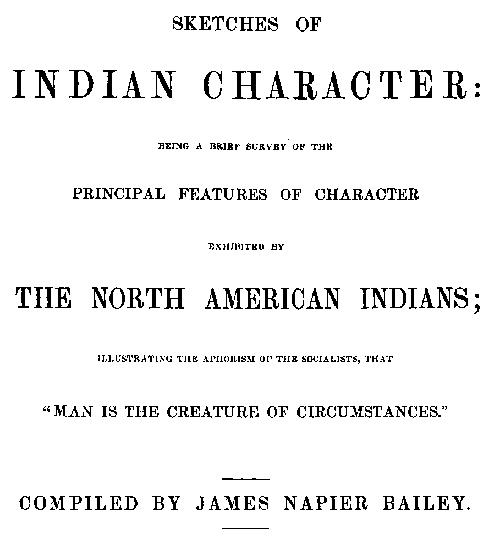 SKETCHES OF
INDIAN CHARACTER:
BEING A BRIEF SURVEY OF THE
PRINCIPAL FEATURES OF CHARACTER
EXHIBITED BY
THE NORTH AMERICAN INDIANS;
ILLUSTRATING THE APHORISM OF THE SOCIALISTS, THAT
"MAN IS THE CREATURE OF CIRCUMSTANCES."
COMPILED BY JAMES NAPIER BAILEY.